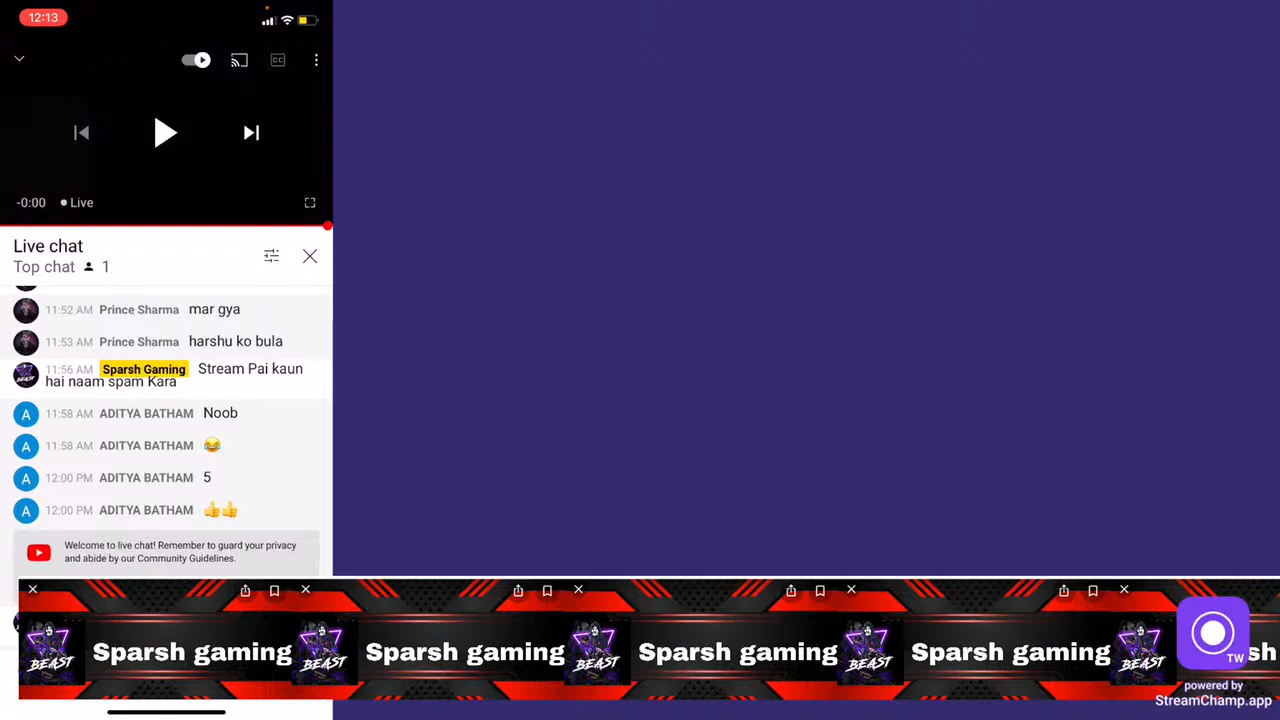 12:13
CC
-0:00 Live
Live chat
Top chat 1
11:52 AM Prince Sharma mar gya
11:53 AM Prince Sharma harshu ko bula
11:56 AM Sparsh Gaming Stream Pai kaun
hai naam spam Kara
A 11:58 AM ADITYA BATHAM Noob
A 11:58 AM ADITYA BATHAM 😂
A 12:00 PM ADITYA BATHAM 5
A 12:00 PM ADITYA BATHAM 👍👍
Welcome to live chat! Remember to guard your privacy
and abide by our Community Guidelines.
BEAST Sparsh gaming BEAST Sparsh gaming BEAST Sparsh gaming BEAST Sparsh gaming BEAST sh
TW
powered by
StreamChamp.app